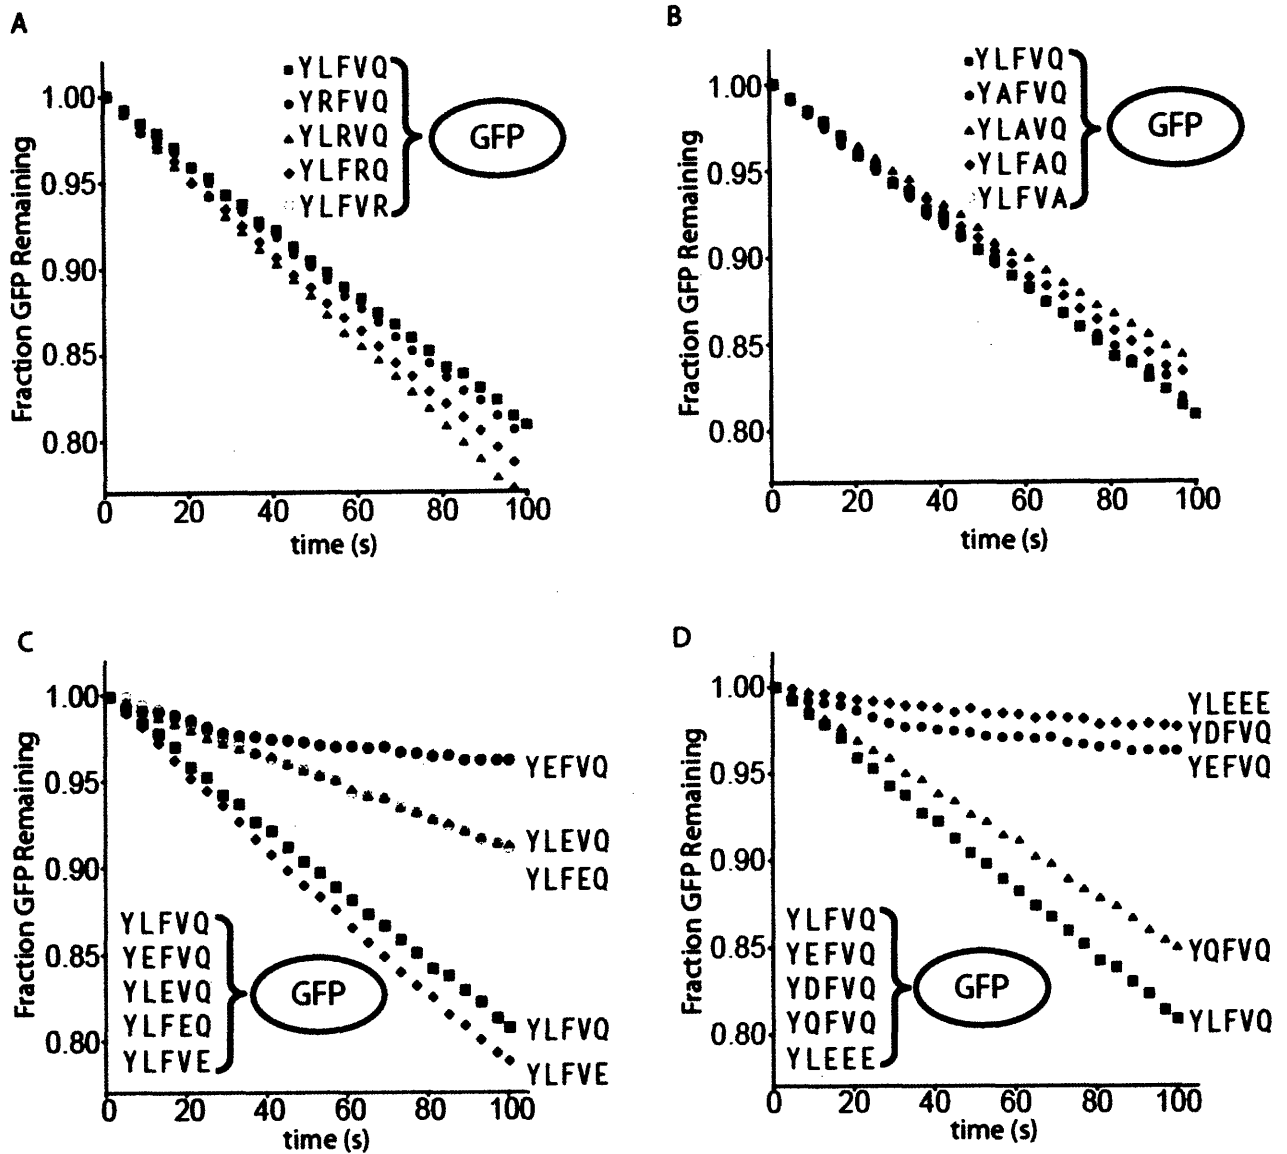 A
Fraction GFP Remaining
1.00
0.95
0.90
0.85
0.80
0 20 40 60 80 100
time (s)
YLFVQ
YRFVQ
YLRVQ
YLFRQ
YLFVR
GFP
B
Fraction GFP Remaining
1.00
0.95
0.90
0.85
0.80
0 20 40 60 80 100
time (s)
YLFVQ
YAFVQ
YLAVQ
YLFAQ
YLFVA
GFP
C
Fraction GFP Remaining
1.00
0.95
0.90
0.85
0.80
0 20 40 60 80 100
time (s)
YEFVQ
YLEVQ
YLFEQ
YLFVQ
YLFVE
YLFVQ
YEFVQ
YLEVQ
YLFEQ
YLFVE
GFP
D
Fraction GFP Remaining
1.00
0.95
0.90
0.85
0.80
0 20 40 60 80 100
time (s)
YLEEE
YDFVQ
YEFVQ
YQFVQ
YLFVQ
YLFVQ
YEFVQ
YDFVQ
YQFVQ
YLEEE
GFP